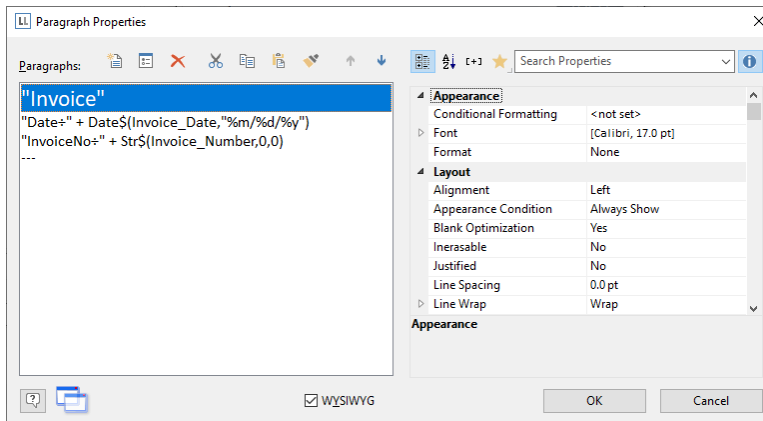 LL Paragraph Properties
Paragraphs:
Search Properties
"Invoice"
"Date÷" + Date$(Invoice_Date,"%m/%d/%y")
"InvoiceNo÷" + Str$(Invoice_Number,0,0)
---
Appearance
Conditional Formatting <not set>
Font [Calibri, 17.0 pt]
Format None
Layout
Alignment Left
Appearance Condition Always Show
Blank Optimization Yes
Inerasable No
Justified No
Line Spacing 0.0 pt
Line Wrap Wrap
Appearance
WYSIWYG
OK
Cancel